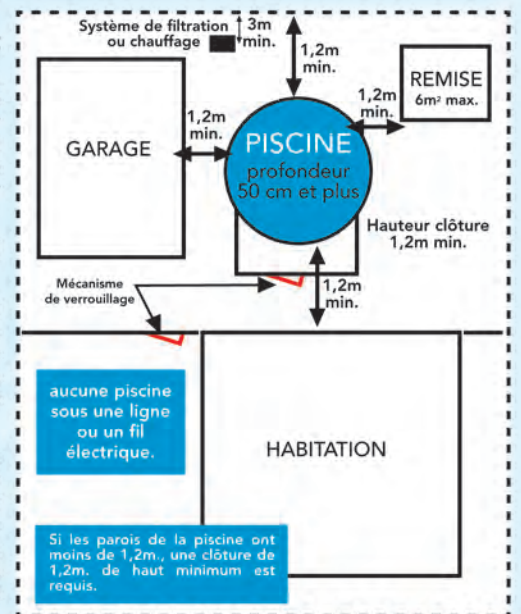 Système de filtration
ou chauffage
3m
min.
1,2m
min.
REMISE
6m² max.
1,2m
min.
1,2m
min.
GARAGE
PISCINE
profondeur
50 cm et plus
Hauteur clôture
1,2m min.
Mécanisme
de verrouillage
1,2m
min.
aucune piscine
sous une ligne
ou un fil
électrique.
HABITATION
Si les parois de la piscine ont
moins de 1,2m., une clôture de
1,2m. de haut minimum est
requis.